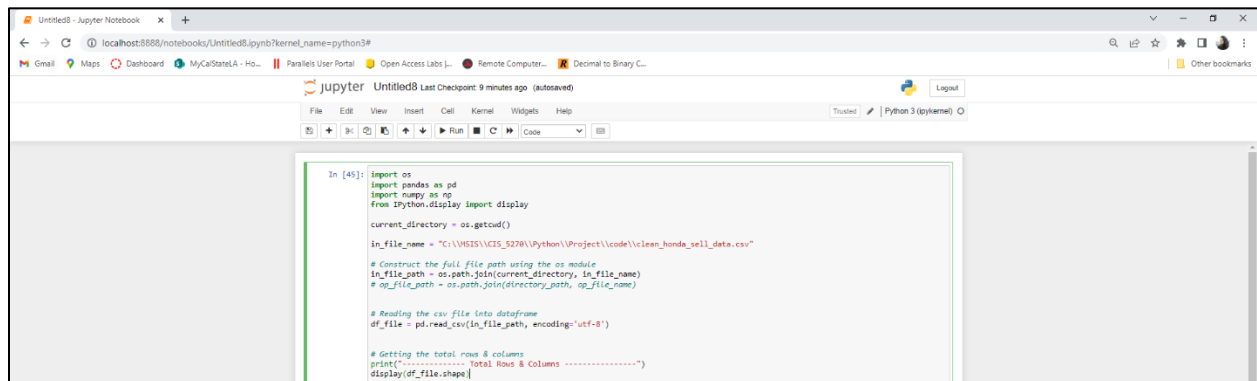 Untitled8 - Jupyter Notebook
localhost:8888/notebooks/Untitled8.ipynb?kernel_name=python3#
Gmail Maps Dashboard MyCalStateLA - Ho... Parallels User Portal Open Access Labs |... Remote Computer... Decimal to Binary C... Other bookmarks
jupyter Untitled8 Last Checkpoint: 9 minutes ago (autosaved) Logout
File Edit View Insert Cell Kernel Widgets Help Trusted Python 3 (ipykernel)
Run Code
In [45]: import os
import pandas as pd
import numpy as np
from IPython.display import display
current_directory = os.getcwd()
in_file_name = "C:\\MSIS\\CIS_5270\\Python\\Project\\code\\clean_honda_sell_data.csv"
# Construct the full file path using the os module
in_file_path = os.path.join(current_directory, in_file_name)
# op_file_path = os.path.join(directory_path, op_file_name)
# Reading the csv file into dataframe
df_file = pd.read_csv(in_file_path, encoding='utf-8')
# Getting the total rows & columns
print("-------------- Total Rows & Columns ----------------")
display(df_file.shape)